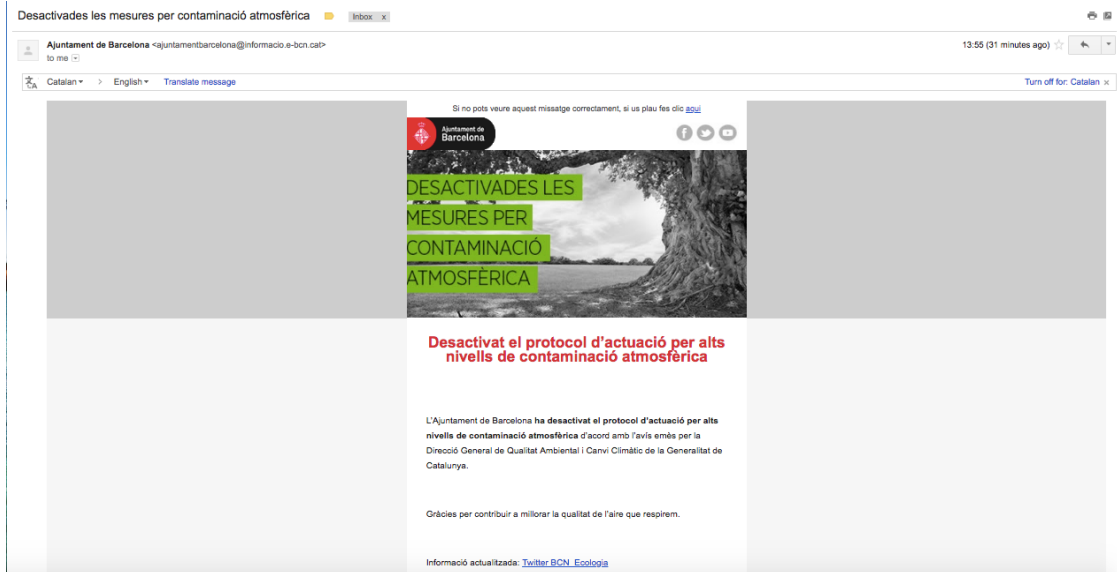 Desactivades les mesures per contaminació atmosfèrica Inbox x
Ajuntament de Barcelona <ajuntamentbarcelona@informacio.e-bcn.cat> 13:55 (31 minutes ago)
to me
Catalan > English Translate message Turn off for: Catalan x
Si no pots veure aquest missatge correctament, si us plau fes clic aquí
Ajuntament de
Barcelona
DESACTIVADES LES
MESURES PER
CONTAMINACIÓ
ATMOSFÈRICA
Desactivat el protocol d'actuació per alts
nivells de contaminació atmosfèrica
L'Ajuntament de Barcelona ha desactivat el protocol d'actuació per alts
nivells de contaminació atmosfèrica d'acord amb l'avís emès per la
Direcció General de Qualitat Ambiental i Canvi Climàtic de la Generalitat de
Catalunya.
Gràcies per contribuir a millorar la qualitat de l'aire que respirem.
Informació actualitzada: Twitter BCN_Ecologia